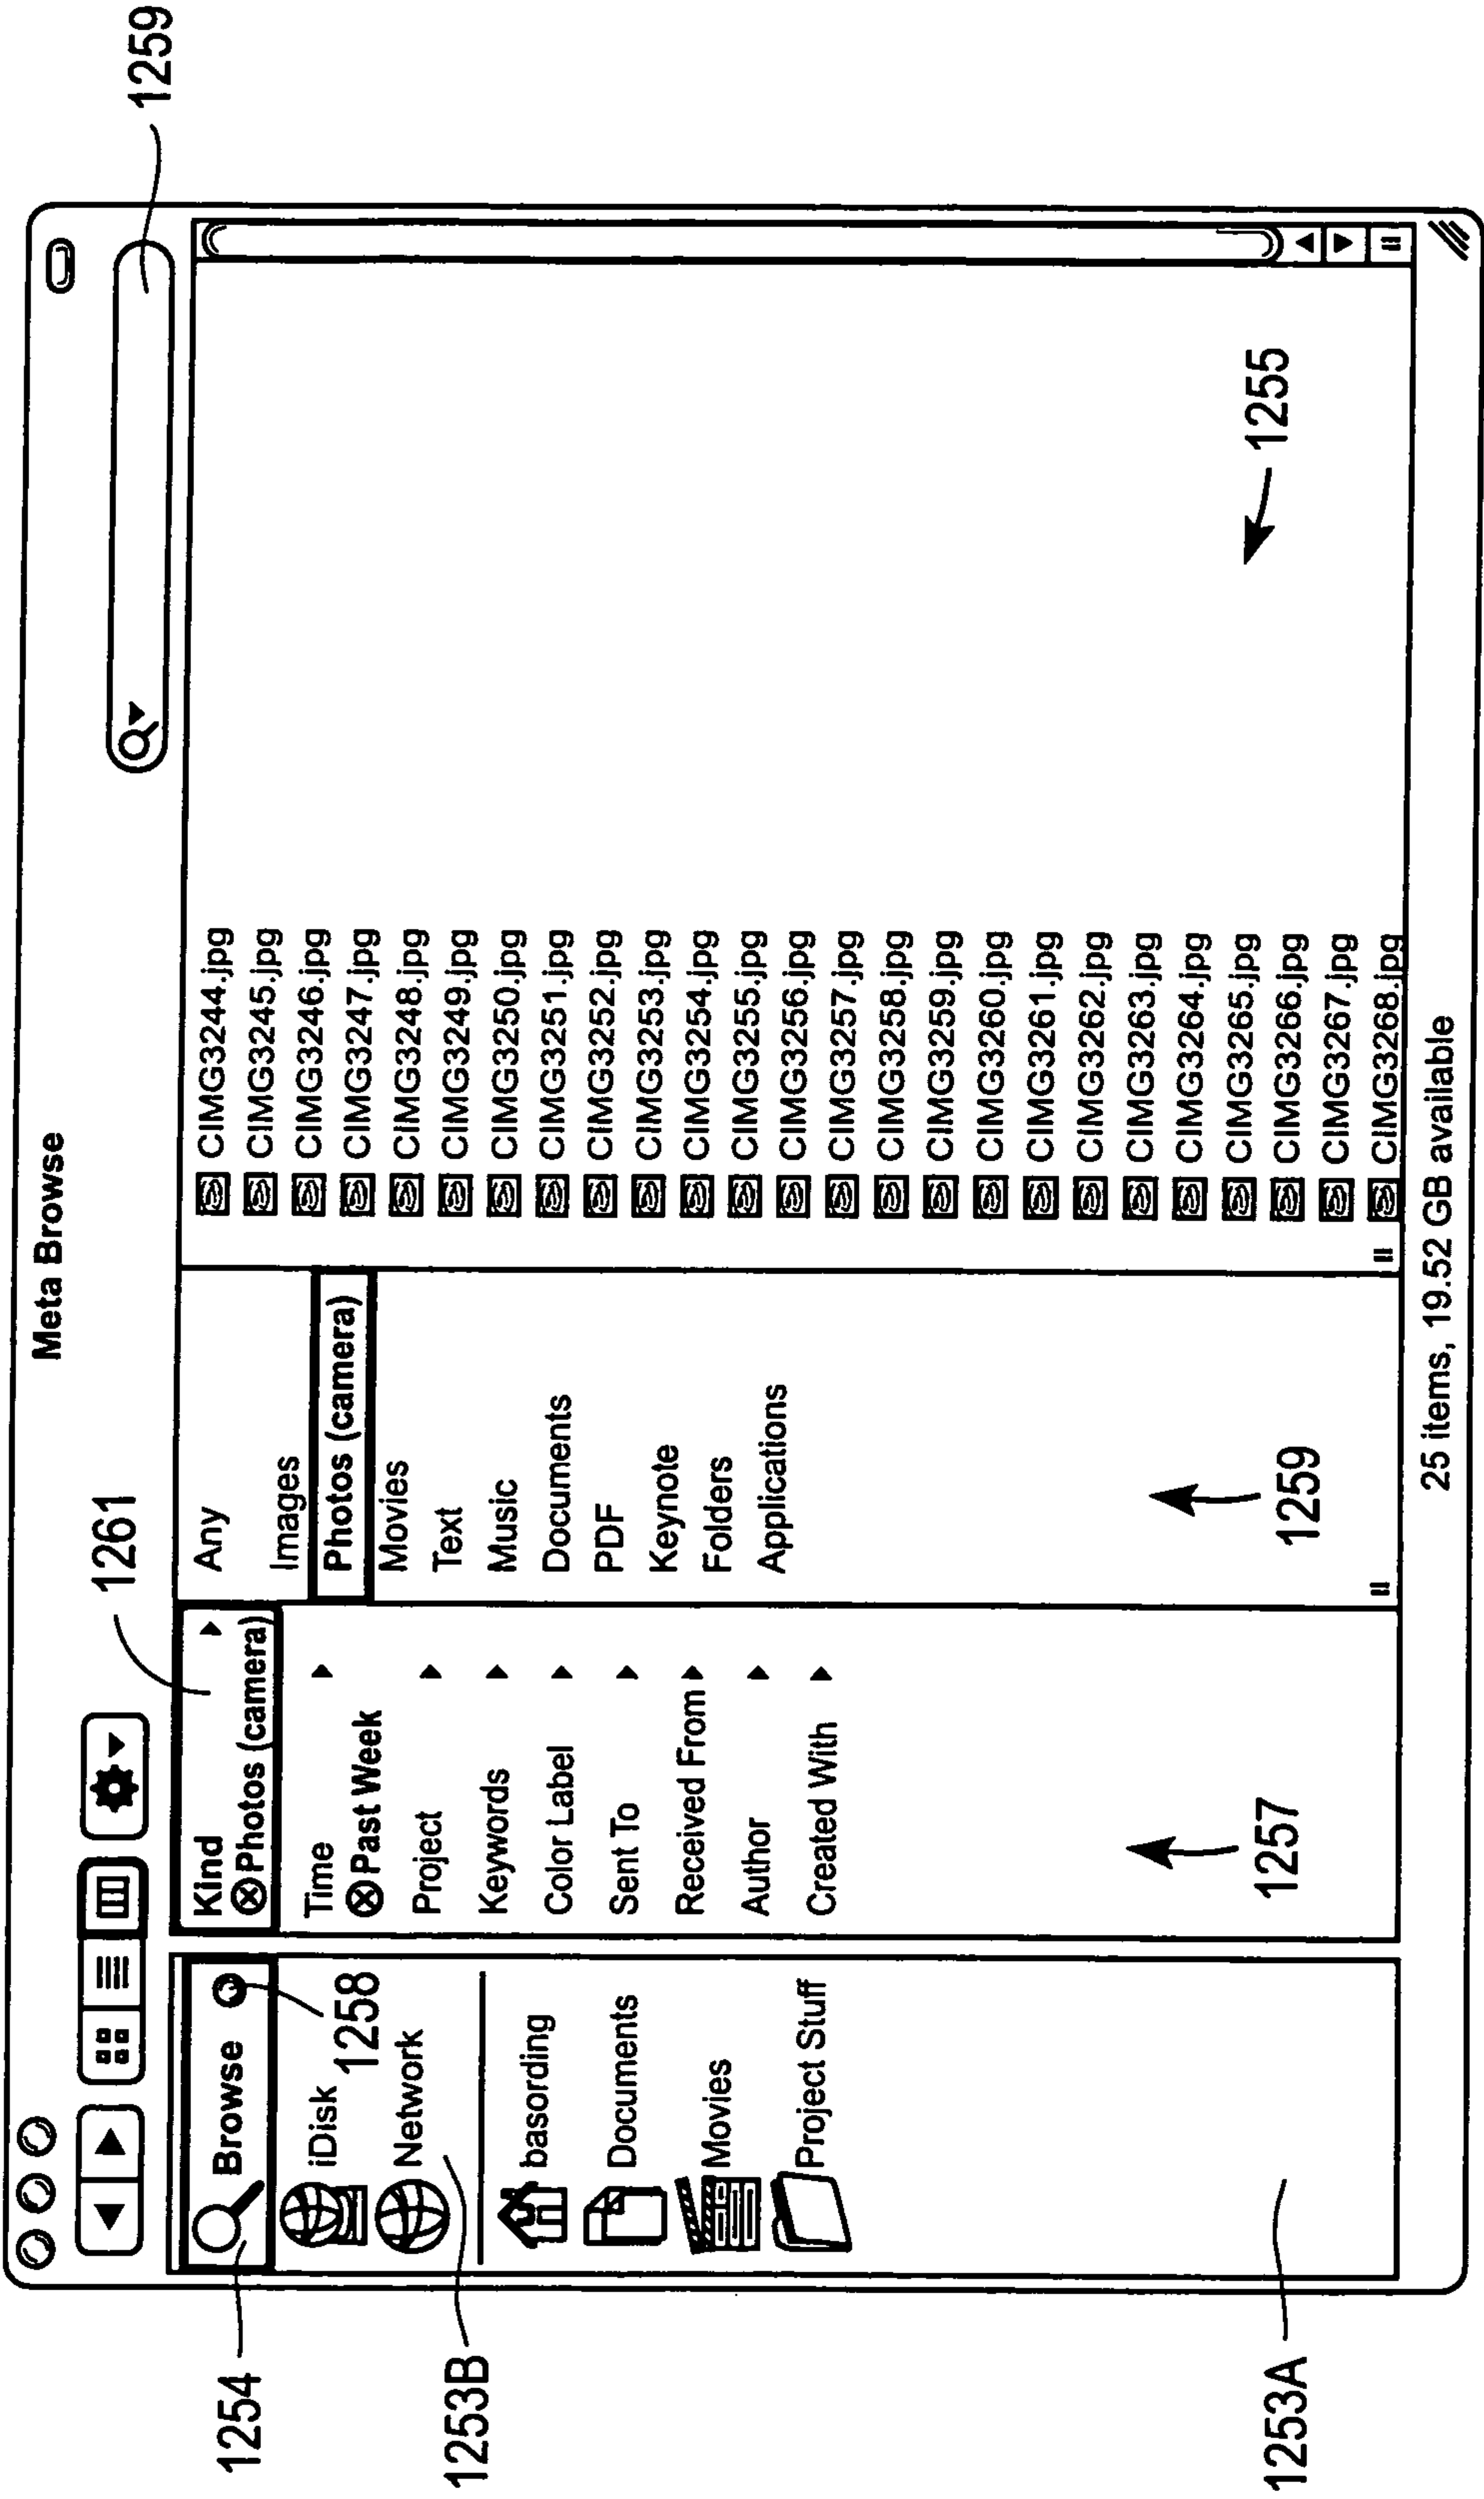 Meta Browse
1261
1259
1254
Browse
1258
iDisk
Network
1253B
basording
Documents
Movies
Project Stuff
1253A
Kind
Photos (camera)
Time
Past Week
Project
Keywords
Color Label
Sent To
Received From
Author
Created With
1257
Any
Images
Photos (camera)
Movies
Text
Music
Documents
PDF
Keynote
Folders
Applications
1259
CIMG3244.jpg
CIMG3245.jpg
CIMG3246.jpg
CIMG3247.jpg
CIMG3248.jpg
CIMG3249.jpg
CIMG3250.jpg
CIMG3251.jpg
CIMG3252.jpg
CIMG3253.jpg
CIMG3254.jpg
CIMG3255.jpg
CIMG3256.jpg
CIMG3257.jpg
CIMG3258.jpg
CIMG3259.jpg
CIMG3260.jpg
CIMG3261.jpg
CIMG3262.jpg
CIMG3263.jpg
CIMG3264.jpg
CIMG3265.jpg
CIMG3266.jpg
CIMG3267.jpg
CIMG3268.jpg
1255
25 items, 19.52 GB available